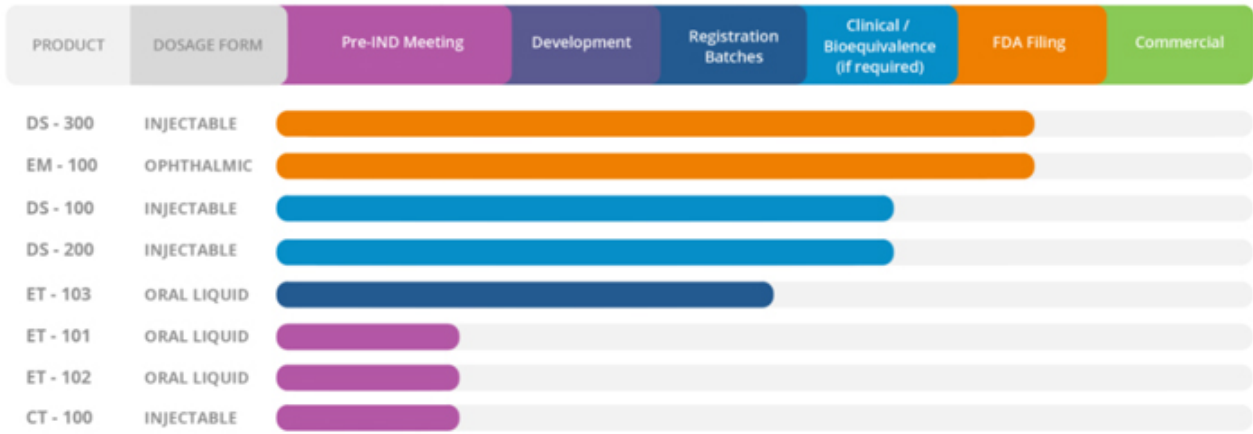 PRODUCT
DOSAGE FORM
Pre-IND Meeting
Development
Registration
Batches
Clinical /
Bioequivalence
(if required)
FDA Filing
Commercial
DS - 300 INJECTABLE
EM - 100 OPHTHALMIC
DS - 100 INJECTABLE
DS - 200 INJECTABLE
ET - 103 ORAL LIQUID
ET - 101 ORAL LIQUID
ET - 102 ORAL LIQUID
CT - 100 INJECTABLE